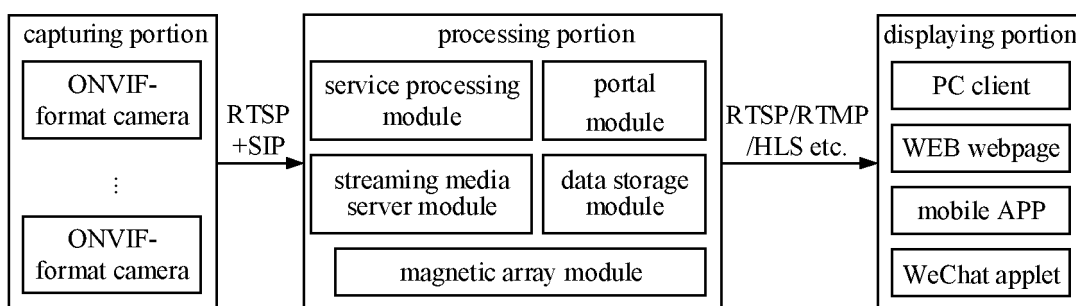 capturing portion
ONVIF-
format camera
⋮
ONVIF-
format camera
RTSP
+SIP
processing portion
service processing
module
portal
module
streaming media
server module
data storage
module
magnetic array module
RTSP/RTMP
/HLS etc.
displaying portion
PC client
WEB webpage
mobile APP
WeChat applet